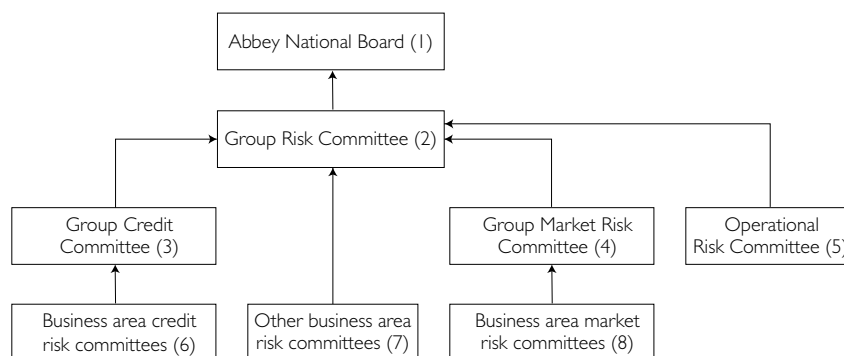 Abbey National Board (1)
Group Risk Committee (2)
Group Credit
Committee (3)
Group Market Risk
Committee (4)
Operational
Risk Committee (5)
Business area credit
risk committees (6)
Other business area
risk committees (7)
Business area market
risk committees (8)